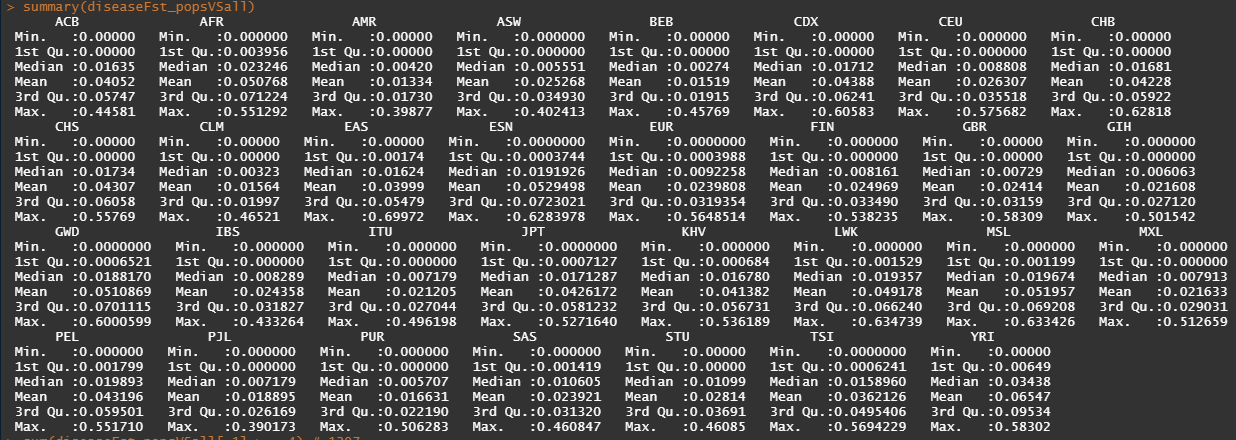 > summary(diseaseFst_popsVSall)
ACB AFR AMR ASW BEB CDX CEU CHB
Min. :0.00000 Min. :0.000000 Min. :0.00000 Min. :0.000000 Min. :0.00000 Min. :0.00000 Min. :0.000000 Min. :0.00000
1st Qu.:0.00000 1st Qu.:0.003956 1st Qu.:0.00000 1st Qu.:0.000000 1st Qu.:0.00000 1st Qu.:0.00000 1st Qu.:0.000000 1st Qu.:0.00000
Median :0.01635 Median :0.023246 Median :0.00420 Median :0.005551 Median :0.00274 Median :0.01712 Median :0.008808 Median :0.01681
Mean :0.04052 Mean :0.050768 Mean :0.01334 Mean :0.025268 Mean :0.01519 Mean :0.04388 Mean :0.026307 Mean :0.04228
3rd Qu.:0.05747 3rd Qu.:0.071224 3rd Qu.:0.01730 3rd Qu.:0.034930 3rd Qu.:0.01915 3rd Qu.:0.06241 3rd Qu.:0.035518 3rd Qu.:0.05922
Max. :0.44581 Max. :0.551292 Max. :0.39877 Max. :0.402413 Max. :0.45769 Max. :0.60583 Max. :0.575682 Max. :0.62818
CHS CLM EAS ESN EUR FIN GBR GIH
Min. :0.00000 Min. :0.00000 Min. :0.00000 Min. :0.0000000 Min. :0.0000000 Min. :0.000000 Min. :0.00000 Min. :0.000000
1st Qu.:0.00000 1st Qu.:0.00000 1st Qu.:0.00174 1st Qu.:0.0003744 1st Qu.:0.0003988 1st Qu.:0.000000 1st Qu.:0.00000 1st Qu.:0.000000
Median :0.01734 Median :0.00323 Median :0.01624 Median :0.0191926 Median :0.0092258 Median :0.008161 Median :0.00729 Median :0.006063
Mean :0.04307 Mean :0.01564 Mean :0.03999 Mean :0.0529498 Mean :0.0239808 Mean :0.024969 Mean :0.02414 Mean :0.021608
3rd Qu.:0.06058 3rd Qu.:0.01997 3rd Qu.:0.05479 3rd Qu.:0.0723021 3rd Qu.:0.0319354 3rd Qu.:0.033490 3rd Qu.:0.03159 3rd Qu.:0.027120
Max. :0.55769 Max. :0.46521 Max. :0.69972 Max. :0.6283978 Max. :0.5648514 Max. :0.538235 Max. :0.58309 Max. :0.501542
GWD IBS ITU JPT KHV LWK MSL MXL
Min. :0.0000000 Min. :0.000000 Min. :0.000000 Min. :0.0000000 Min. :0.000000 Min. :0.000000 Min. :0.000000 Min. :0.000000
1st Qu.:0.0006521 1st Qu.:0.000000 1st Qu.:0.000000 1st Qu.:0.0007127 1st Qu.:0.000684 1st Qu.:0.001529 1st Qu.:0.001199 1st Qu.:0.000000
Median :0.0188170 Median :0.008289 Median :0.007179 Median :0.0171287 Median :0.016780 Median :0.019357 Median :0.019674 Median :0.007913
Mean :0.0510869 Mean :0.024358 Mean :0.021205 Mean :0.0426172 Mean :0.041382 Mean :0.049178 Mean :0.051957 Mean :0.021633
3rd Qu.:0.0701115 3rd Qu.:0.031827 3rd Qu.:0.027044 3rd Qu.:0.0581232 3rd Qu.:0.056731 3rd Qu.:0.066240 3rd Qu.:0.069208 3rd Qu.:0.029031
Max. :0.6000599 Max. :0.433264 Max. :0.496198 Max. :0.5271640 Max. :0.536189 Max. :0.634739 Max. :0.633426 Max. :0.512659
PEL PJL PUR SAS STU TSI YRI
Min. :0.000000 Min. :0.000000 Min. :0.000000 Min. :0.000000 Min. :0.00000 Min. :0.0000000 Min. :0.00000
1st Qu.:0.001799 1st Qu.:0.000000 1st Qu.:0.000000 1st Qu.:0.001419 1st Qu.:0.00000 1st Qu.:0.0006241 1st Qu.:0.00649
Median :0.019893 Median :0.007179 Median :0.005707 Median :0.010605 Median :0.01099 Median :0.0158960 Median :0.03438
Mean :0.043196 Mean :0.018895 Mean :0.016631 Mean :0.023921 Mean :0.02814 Mean :0.0362126 Mean :0.06547
3rd Qu.:0.059501 3rd Qu.:0.026169 3rd Qu.:0.022190 3rd Qu.:0.031320 3rd Qu.:0.03691 3rd Qu.:0.0495406 3rd Qu.:0.09534
Max. :0.551710 Max. :0.390173 Max. :0.506283 Max. :0.460847 Max. :0.46085 Max. :0.5694229 Max. :0.58302